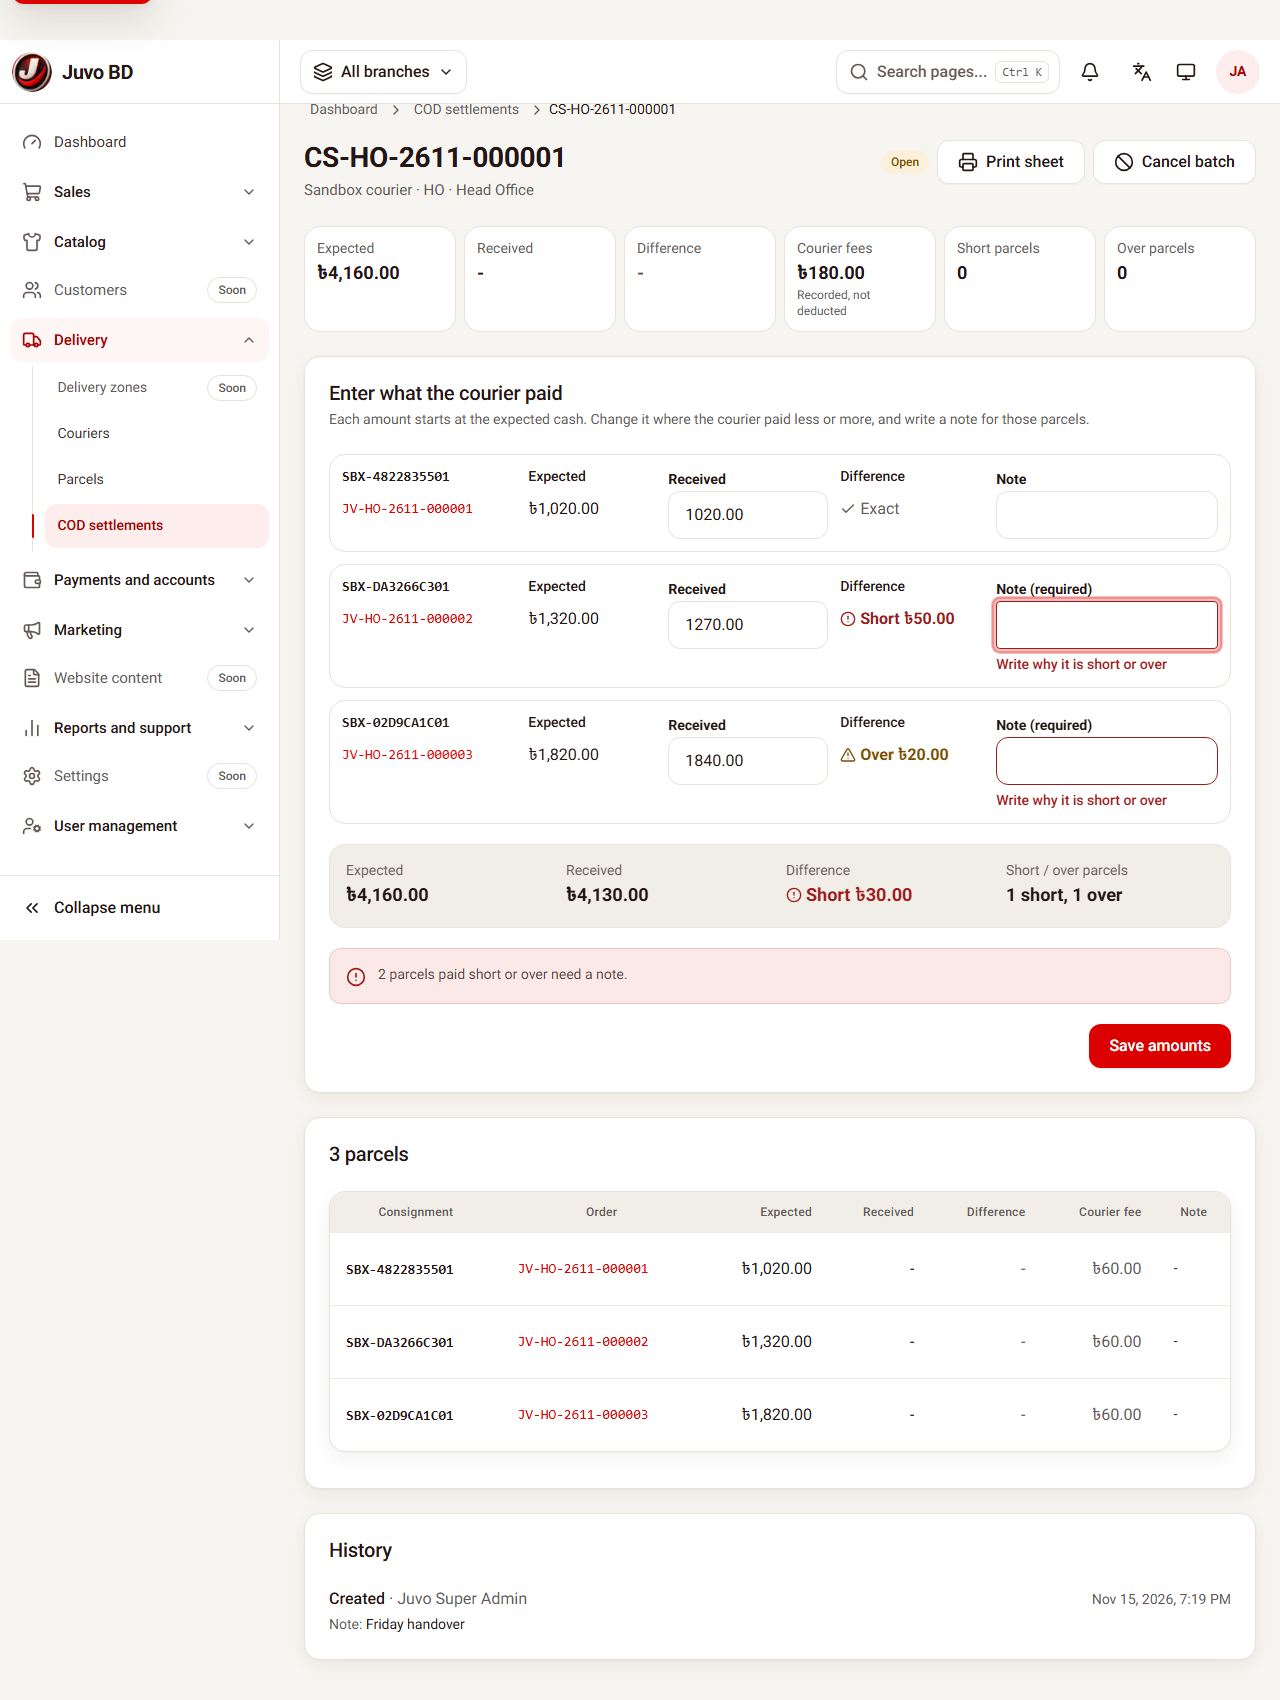 Juvo BD
All branches
Search pages...
Ctrl K
JA
Dashboard
Sales
Catalog
Customers
Soon
Delivery
Delivery zones
Soon
Couriers
Parcels
COD settlements
Payments and accounts
Marketing
Website content
Soon
Reports and support
Settings
Soon
User management
Collapse menu
Dashboard > COD settlements > CS-HO-2611-000001
CS-HO-2611-000001
Sandbox courier · HO · Head Office
Open
Print sheet
Cancel batch
Expected
৳4,160.00
Received
-
Difference
-
Courier fees
৳180.00
Recorded, not
deducted
Short parcels
0
Over parcels
0
Enter what the courier paid
Each amount starts at the expected cash. Change it where the courier paid less or more, and write a note for those parcels.
SBX-4822835501
JV-HO-2611-000001
Expected
৳1,020.00
Received
1020.00
Difference
Exact
Note
SBX-DA3266C301
JV-HO-2611-000002
Expected
৳1,320.00
Received
1270.00
Difference
Short ৳50.00
Note (required)
Write why it is short or over
SBX-02D9CA1C01
JV-HO-2611-000003
Expected
৳1,820.00
Received
1840.00
Difference
Over ৳20.00
Note (required)
Write why it is short or over
Expected
৳4,160.00
Received
৳4,130.00
Difference
Short ৳30.00
Short / over parcels
1 short, 1 over
2 parcels paid short or over need a note.
Save amounts
3 parcels
Consignment Order Expected Received Difference Courier fee Note
SBX-4822835501 JV-HO-2611-000001 ৳1,020.00 - - ৳60.00 -
SBX-DA3266C301 JV-HO-2611-000002 ৳1,320.00 - - ৳60.00 -
SBX-02D9CA1C01 JV-HO-2611-000003 ৳1,820.00 - - ৳60.00 -
History
Created · Juvo Super Admin
Nov 15, 2026, 7:19 PM
Note: Friday handover